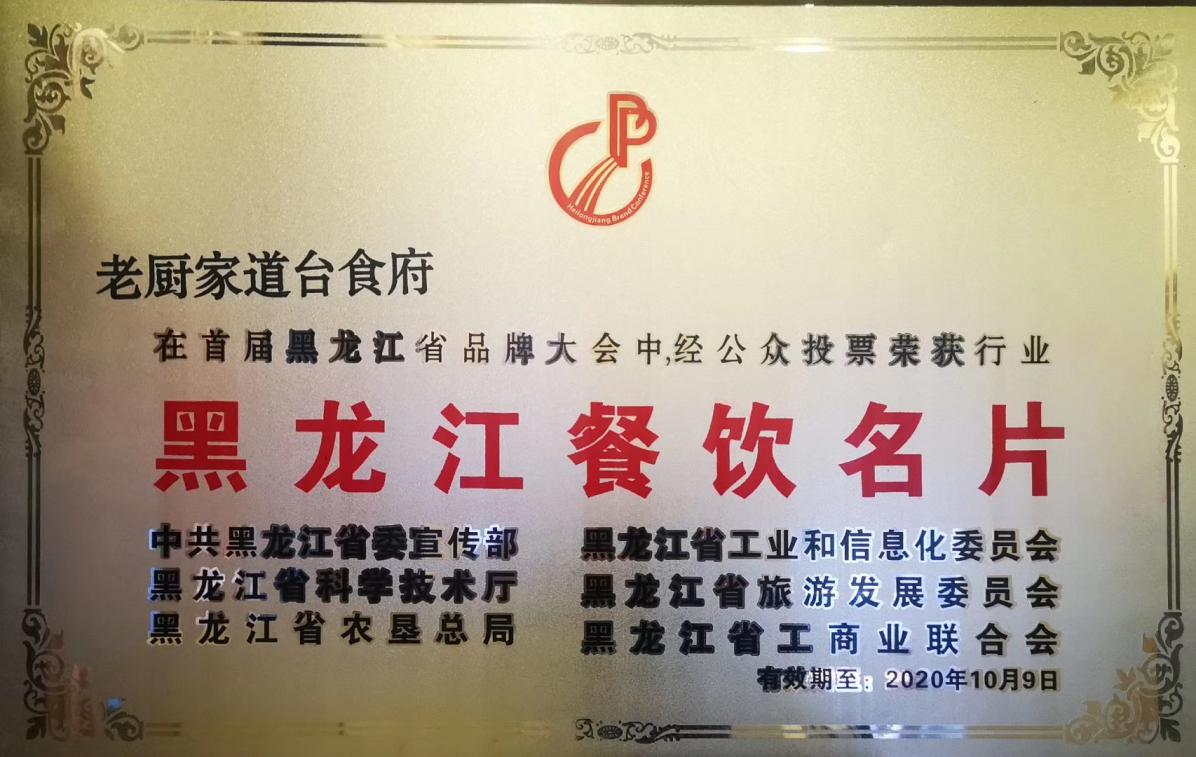 Heilongjiang Brand Conference
老厨家道台食府
在首届黑龙江省品牌大会中,经公众投票荣获行业
黑龙江餐饮名片
中共黑龙江省委宣传部
黑龙江省工业和信息化委员会
黑龙江省科学技术厅
黑龙江省旅游发展委员会
黑龙江省农垦总局
黑龙江省工商业联合会
有效期至：2020年10月9日